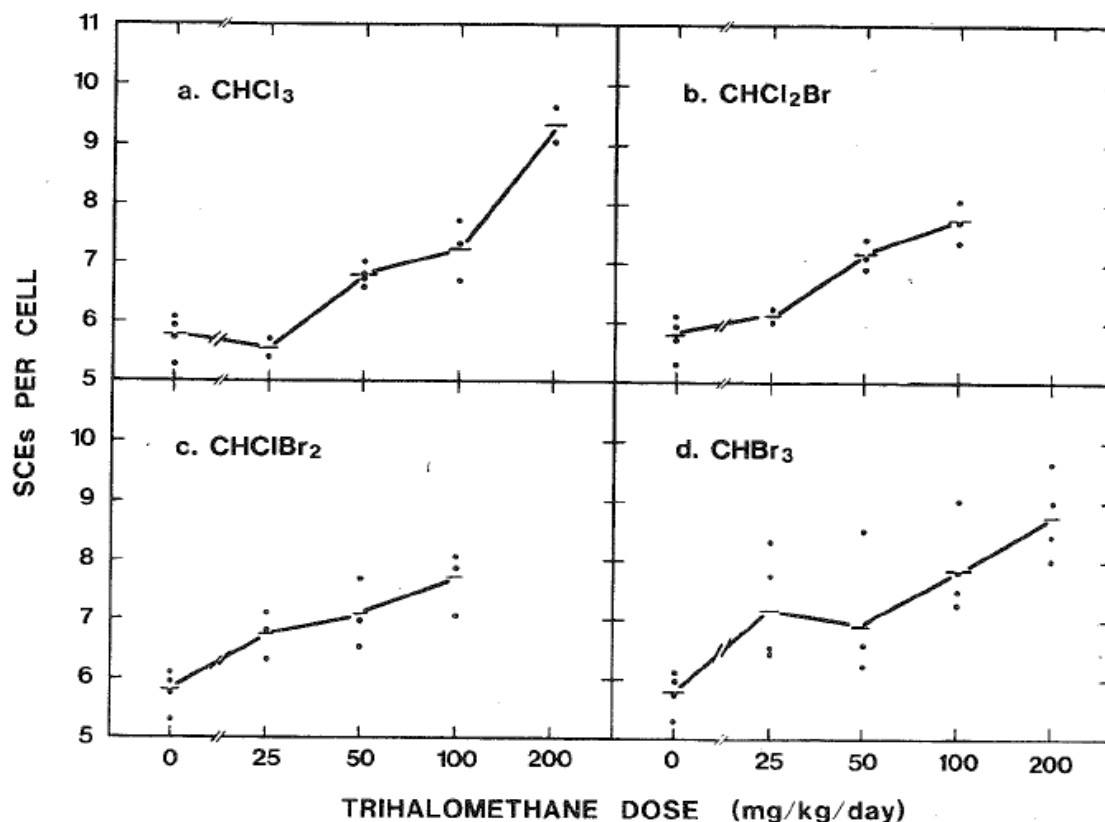 11
10
9
8
7
6
5
10
9
8
7
6
5
SCEs PER CELL
a. CHCl3
b. CHCl2Br
c. CHClBr2
d. CHBr3
0 25 50 100 200 0 25 50 100 200
TRIHALOMETHANE DOSE (mg/kg/day)